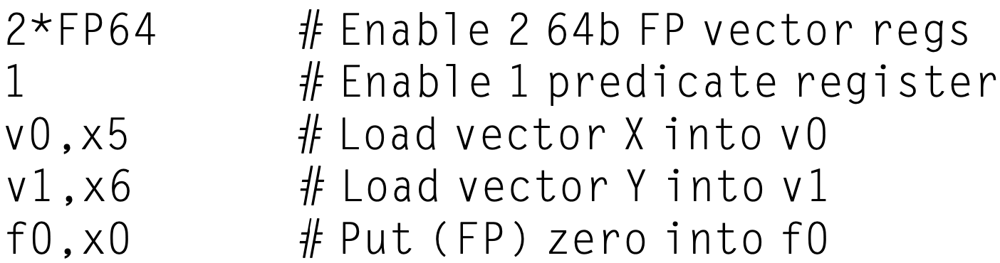 2*FP64 # Enable 2 64b FP vector regs
1 # Enable 1 predicate register
v0,x5 # Load vector X into v0
v1,x6 # Load vector Y into v1
f0,x0 # Put (FP) zero into f0